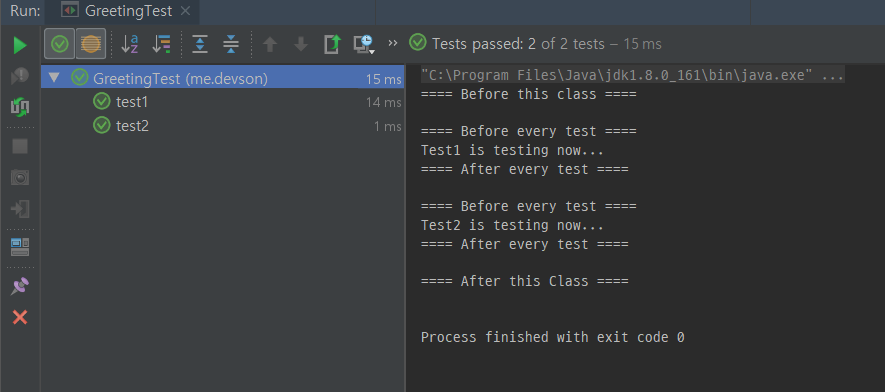 Run: GreetingTest
Tests passed: 2 of 2 tests – 15 ms
GreetingTest (me.devson) 15 ms
test1 14 ms
test2 1 ms
"C:\Program Files\Java\jdk1.8.0_161\bin\java.exe" ...
==== Before this class ====
==== Before every test ====
Test1 is testing now...
==== After every test ====
==== Before every test ====
Test2 is testing now...
==== After every test ====
==== After this Class ====
Process finished with exit code 0